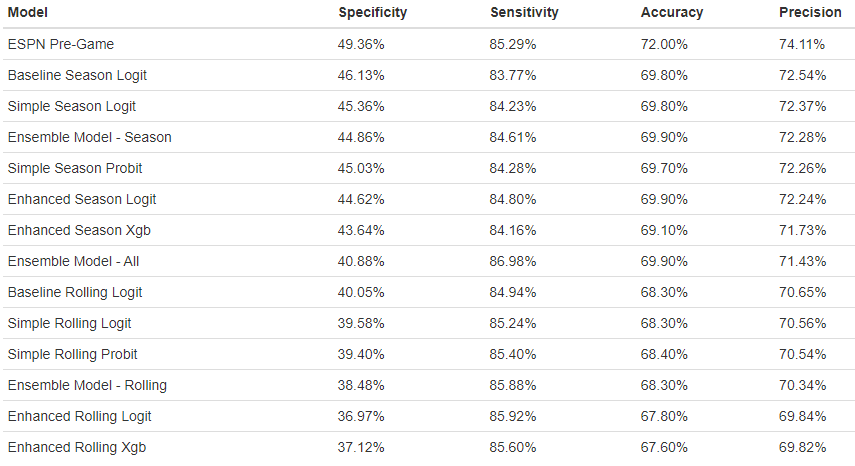 Model Specificity Sensitivity Accuracy Precision
ESPN Pre-Game 49.36% 85.29% 72.00% 74.11%
Baseline Season Logit 46.13% 83.77% 69.80% 72.54%
Simple Season Logit 45.36% 84.23% 69.80% 72.37%
Ensemble Model - Season 44.86% 84.61% 69.90% 72.28%
Simple Season Probit 45.03% 84.28% 69.70% 72.26%
Enhanced Season Logit 44.62% 84.80% 69.90% 72.24%
Enhanced Season Xgb 43.64% 84.16% 69.10% 71.73%
Ensemble Model - All 40.88% 86.98% 69.90% 71.43%
Baseline Rolling Logit 40.05% 84.94% 68.30% 70.65%
Simple Rolling Logit 39.58% 85.24% 68.30% 70.56%
Simple Rolling Probit 39.40% 85.40% 68.40% 70.54%
Ensemble Model - Rolling 38.48% 85.88% 68.30% 70.34%
Enhanced Rolling Logit 36.97% 85.92% 67.80% 69.84%
Enhanced Rolling Xgb 37.12% 85.60% 67.60% 69.82%